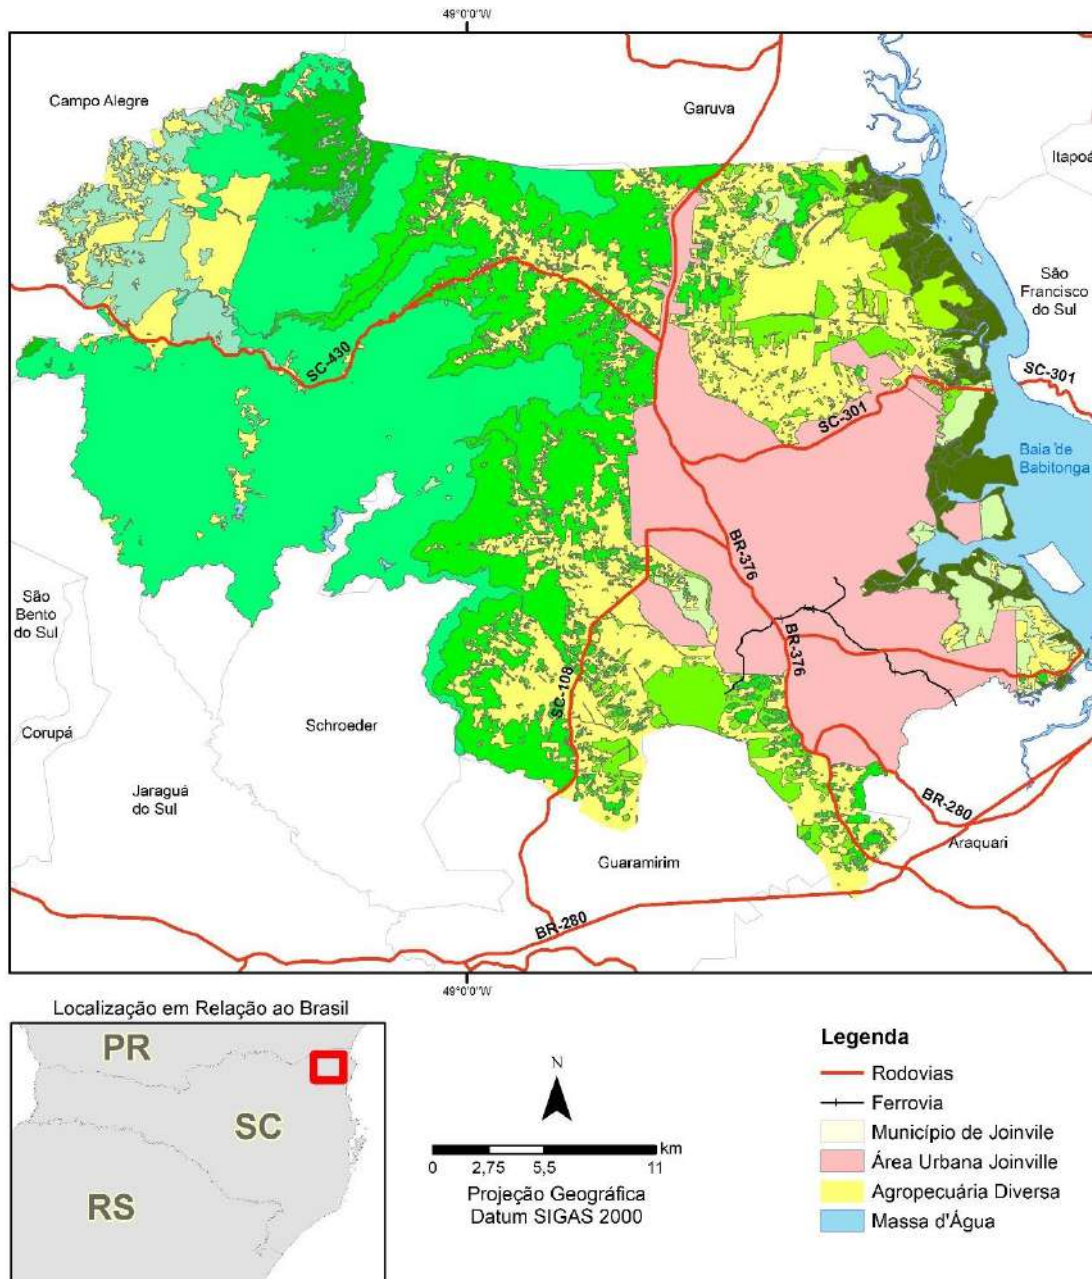 49°0'0"W
Campo Alegre
Garuva
Itapoá
São
Francisco
do Sul
SC-430
SC-301
SC-301
Baia de
Babitonga
BR-376
São
Bento
do Sul
BR-376
SC-108
Schroeder
Corupá
Jaraguá
do Sul
BR-280
Araquari
Guaramirim
BR-280
49°0'0"W
Localização em Relação ao Brasil
PR
SC
RS
N
km
0 2,75 5,5 11
Projeção Geográfica
Datum SIGAS 2000
Legenda
Rodovias
Ferrovia
Município de Joinvile
Área Urbana Joinville
Agropecuária Diversa
Massa d'Água